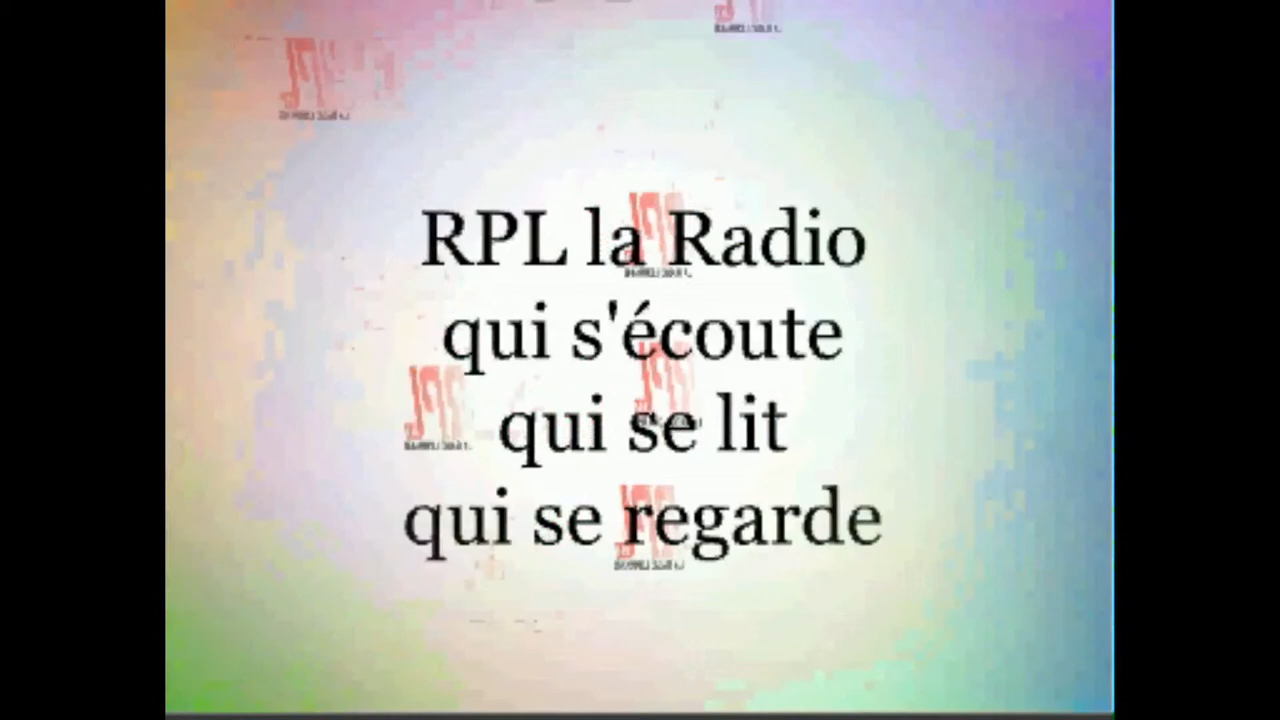 RPL la Radio
qui s'écoute
qui se lit
qui se regarde